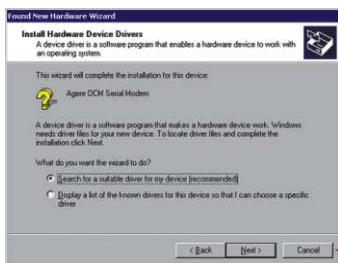 Found New Hardware Wizard
Install Hardware Device Drivers
A device driver is a software program that enables a hardware device to work with
an operating system.
This wizard will complete the installation for this device:
Agere OCM Serial Modem
A device driver is a software program that makes a hardware device work. Windows
needs driver files for your new device. To locate driver files and complete the
installation click Next.
What do you want the wizard to do?
Search for a suitable driver for my device (recommended)
Display a list of the known drivers for this device so that I can choose a specific
driver
< Back Next > Cancel